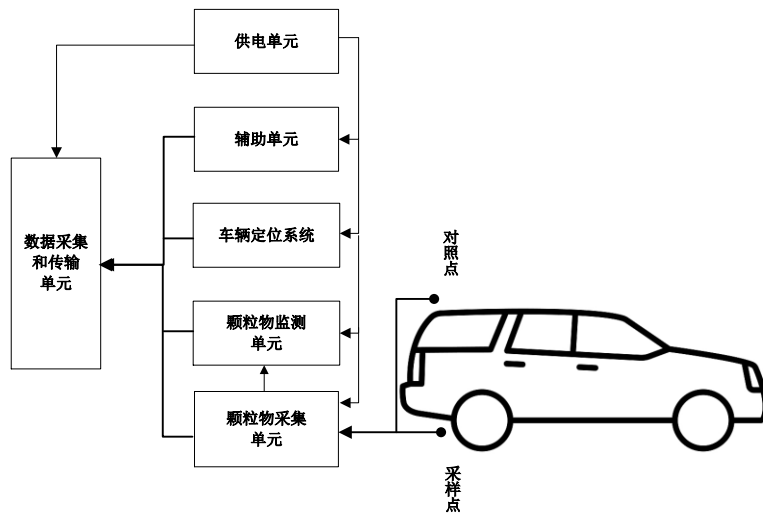 供电单元
辅助单元
数据采集
和传输
单元
车辆定位系统
对照点
颗粒物监测
单元
颗粒物采集
单元
采样点